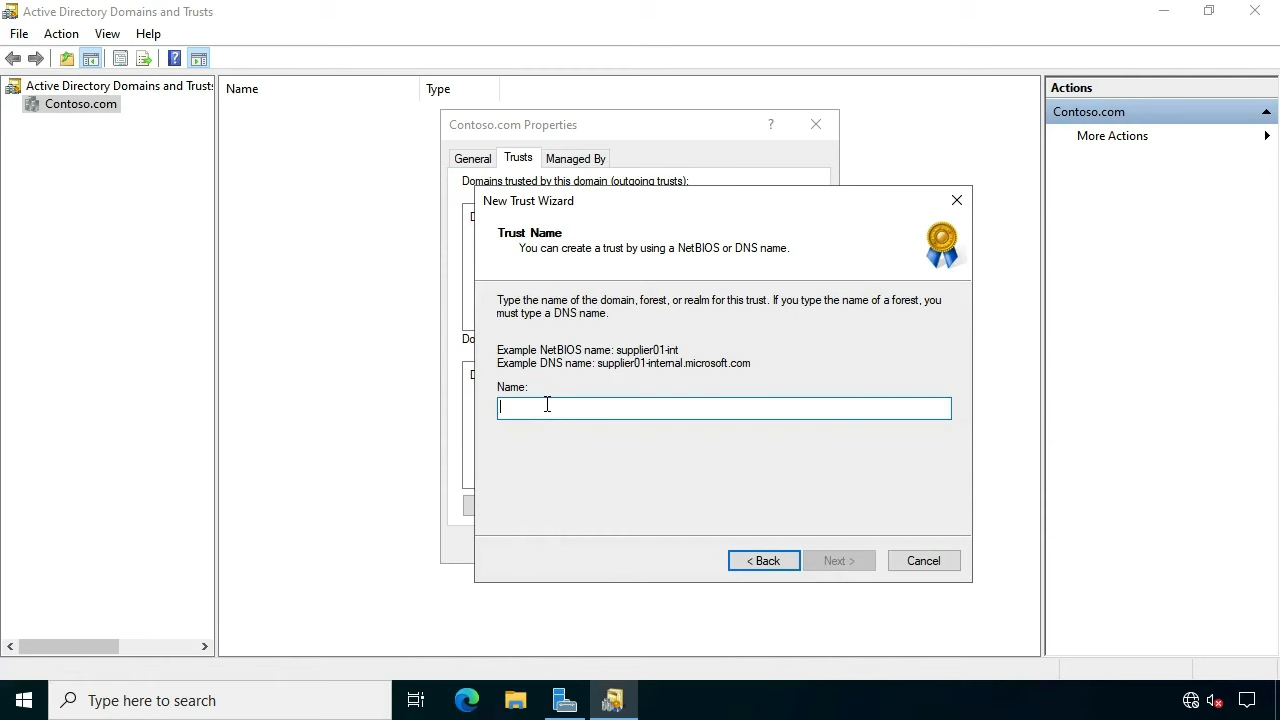 Active Directory Domains and Trusts
File Action View Help
Active Directory Domains and Trusts
Contoso.com
Name Type
Contoso.com Properties
?
General Trusts Managed By
Domains trusted by this domain (outgoing trusts):
New Trust Wizard
Trust Name
You can create a trust by using a NetBIOS or DNS name.
Type the name of the domain, forest, or realm for this trust. If you type the name of a forest, you
must type a DNS name.
Example NetBIOS name: supplier01-int
Example DNS name: supplier01-internal.microsoft.com
Name:
< Back Next > Cancel
Actions
Contoso.com
More Actions
Type here to search